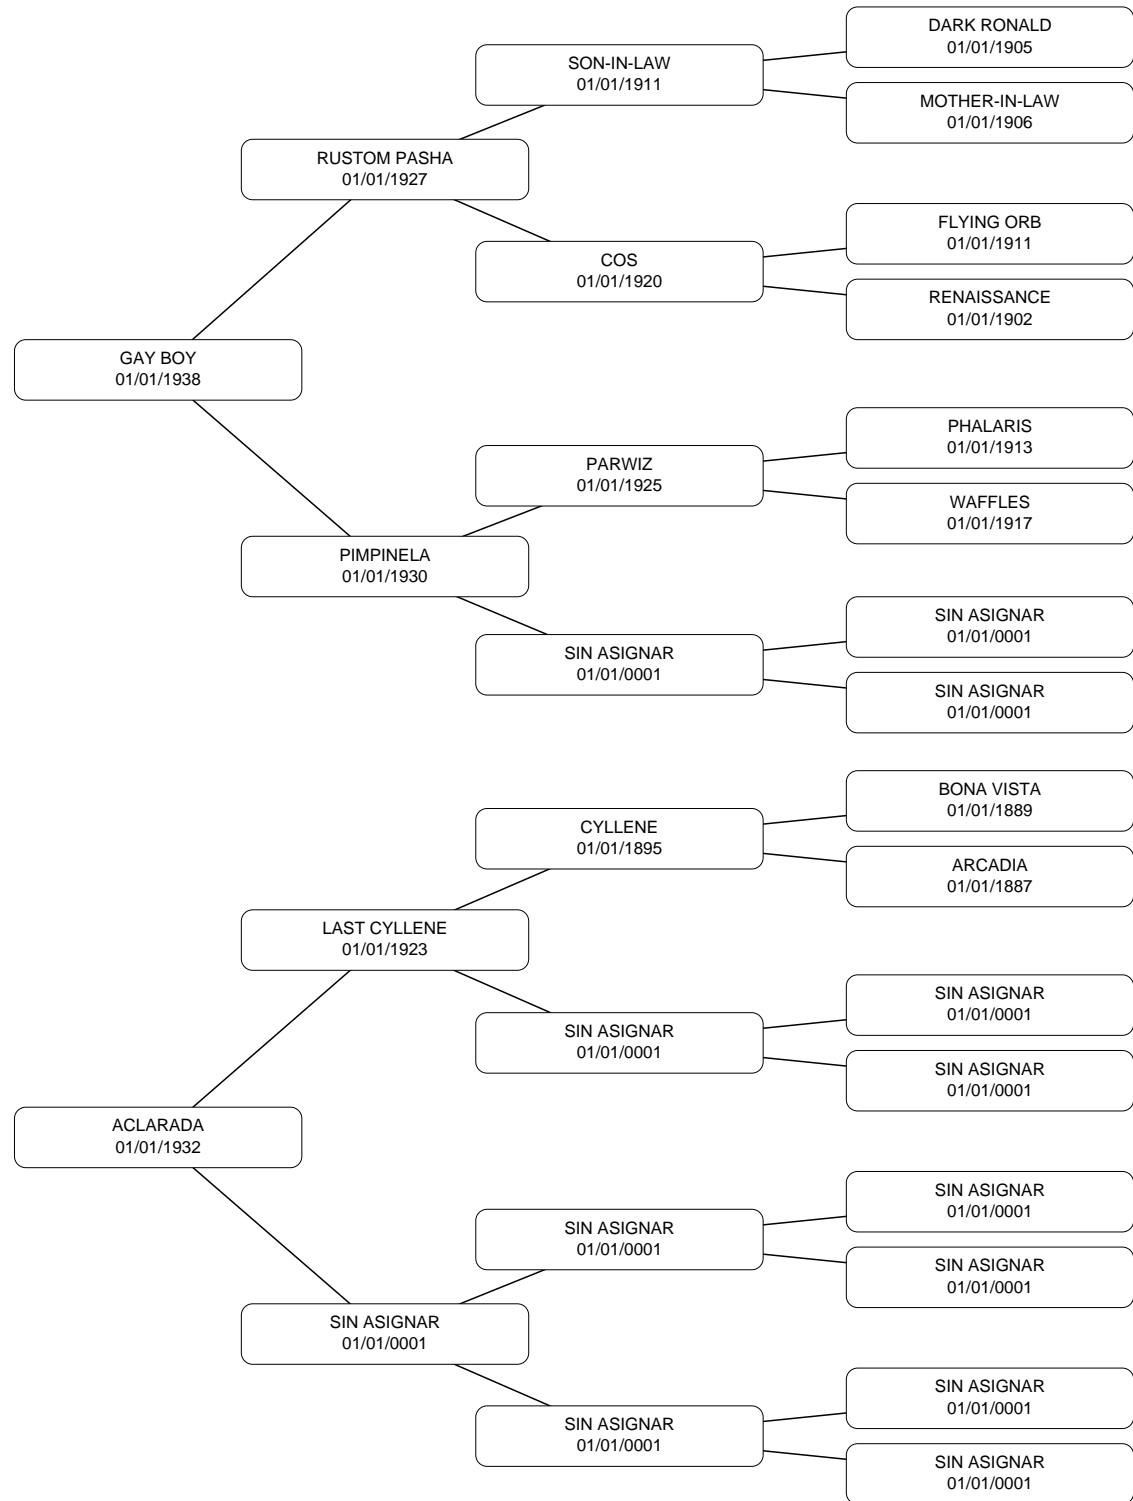 DARK RONALD
01/01/1905
SON-IN-LAW
01/01/1911
MOTHER-IN-LAW
01/01/1906
RUSTOM PASHA
01/01/1927
FLYING ORB
01/01/1911
COS
01/01/1920
RENAISSANCE
01/01/1902
GAY BOY
01/01/1938
PHALARIS
01/01/1913
PARWIZ
01/01/1925
WAFFLES
01/01/1917
PIMPINELA
01/01/1930
SIN ASIGNAR
01/01/0001
SIN ASIGNAR
01/01/0001
SIN ASIGNAR
01/01/0001
BONA VISTA
01/01/1889
CYLLENE
01/01/1895
ARCADIA
01/01/1887
LAST CYLLENE
01/01/1923
SIN ASIGNAR
01/01/0001
SIN ASIGNAR
01/01/0001
SIN ASIGNAR
01/01/0001
ACLARADA
01/01/1932
SIN ASIGNAR
01/01/0001
SIN ASIGNAR
01/01/0001
SIN ASIGNAR
01/01/0001
SIN ASIGNAR
01/01/0001
SIN ASIGNAR
01/01/0001
SIN ASIGNAR
01/01/0001
SIN ASIGNAR
01/01/0001